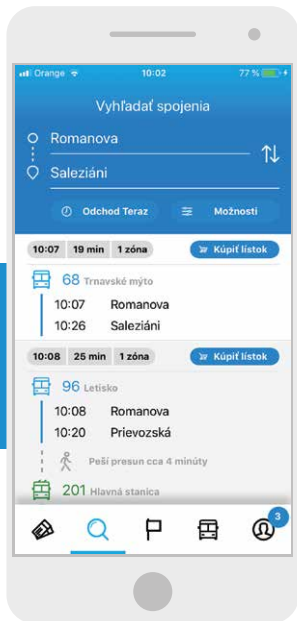 Orange 10:02 77 %
Vyhľadať spojenia
Romanova
Saleziáni
Odchod Teraz Možnosti
10:07 19 min 1 zóna Kúpiť lístok
68 Trnavské mýto
10:07 Romanova
10:26 Saleziáni
10:08 25 min 1 zóna Kúpiť lístok
96 Letisko
10:08 Romanova
10:20 Prievozská
Peší presun cca 4 minúty
201 Hlavná stanica
3